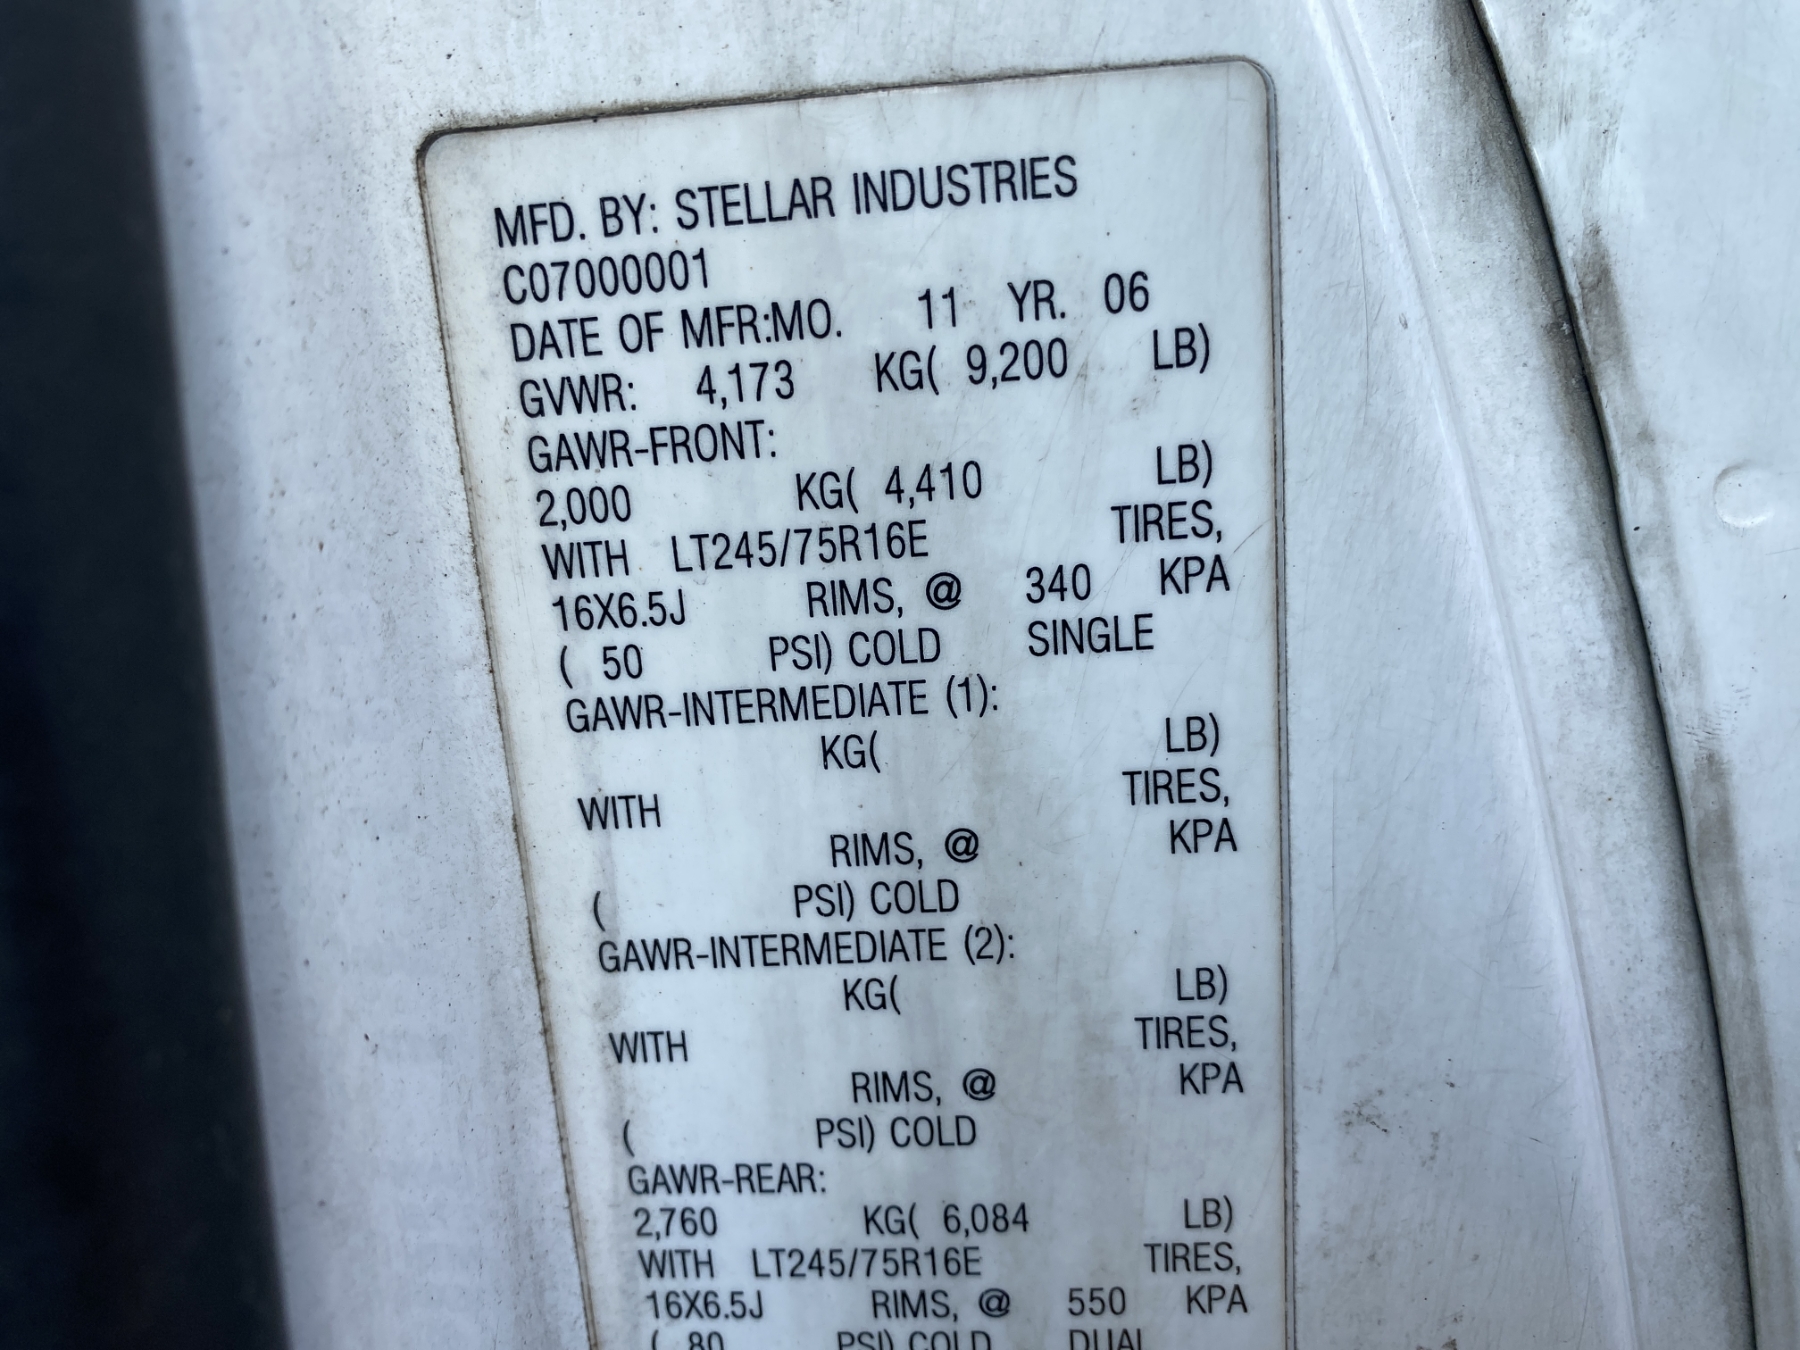 MFD. BY: STELLAR INDUSTRIES
C07000001
DATE OF MFR:MO. 11 YR. 06
GVWR: 4,173 KG( 9,200 LB)
GAWR-FRONT:
2,000 KG( 4,410 LB)
WITH LT245/75R16E TIRES,
16X6.5J RIMS, @ 340 KPA
( 50 PSI) COLD SINGLE
GAWR-INTERMEDIATE (1):
KG( LB)
WITH TIRES,
RIMS, @ KPA
( PSI) COLD
GAWR-INTERMEDIATE (2):
KG( LB)
WITH TIRES,
RIMS, @ KPA
( PSI) COLD
GAWR-REAR:
2,760 KG( 6,084 LB)
WITH LT245/75R16E TIRES,
16X6.5J RIMS, @ 550 KPA
( 80 PSI) COLD DUAL